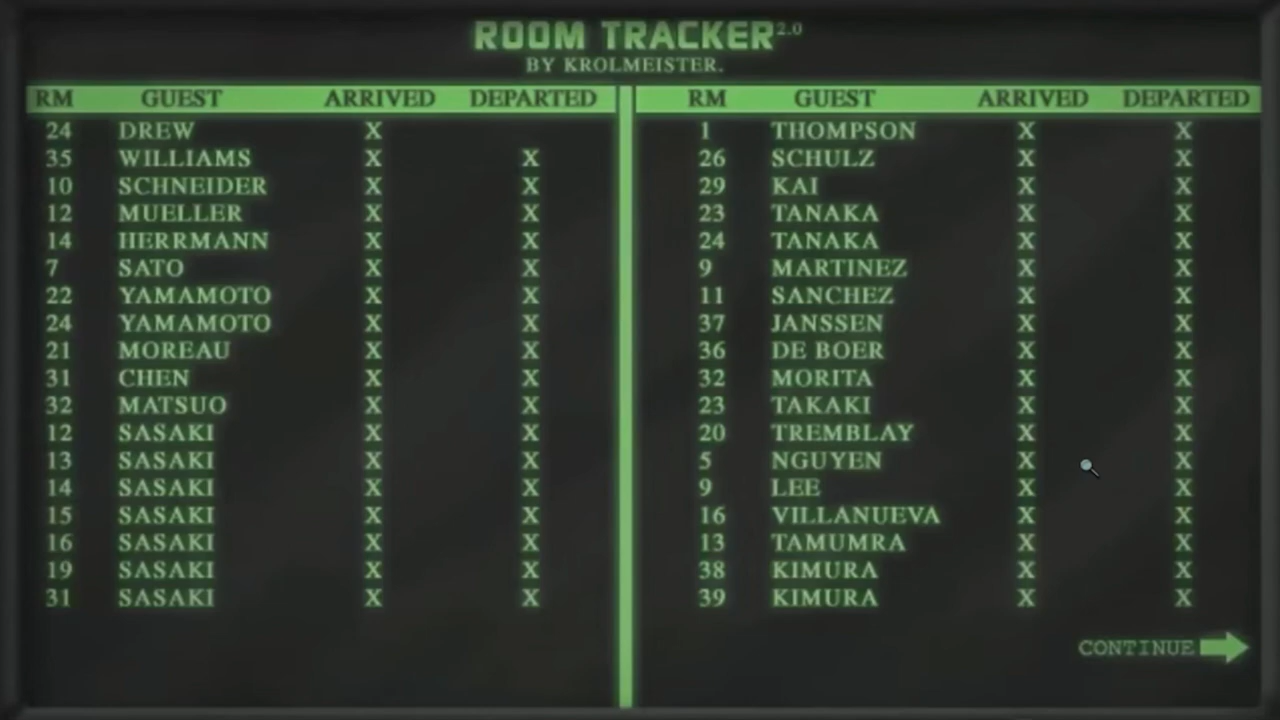 ROOM TRACKER 2.0
BY KROLMEISTER.
RM GUEST ARRIVED DEPARTED
24 DREW X
35 WILLIAMS X X
10 SCHNEIDER X X
12 MUELLER X X
14 HERRMANN X X
7 SATO X X
22 YAMAMOTO X X
24 YAMAMOTO X X
21 MOREAU X X
31 CHEN X X
32 MATSUO X X
12 SASAKI X X
13 SASAKI X X
14 SASAKI X X
15 SASAKI X X
16 SASAKI X X
19 SASAKI X X
31 SASAKI X X
RM GUEST ARRIVED DEPARTED
1 THOMPSON X X
26 SCHULZ X X
29 KAI X X
23 TANAKA X X
24 TANAKA X X
9 MARTINEZ X X
11 SANCHEZ X X
37 JANSSEN X X
36 DE BOER X X
32 MORITA X X
23 TAKAKI X X
20 TREMBLAY X X
5 NGUYEN X X
9 LEE X X
16 VILLANUEVA X X
13 TAMUMRA X X
38 KIMURA X X
39 KIMURA X X
CONTINUE